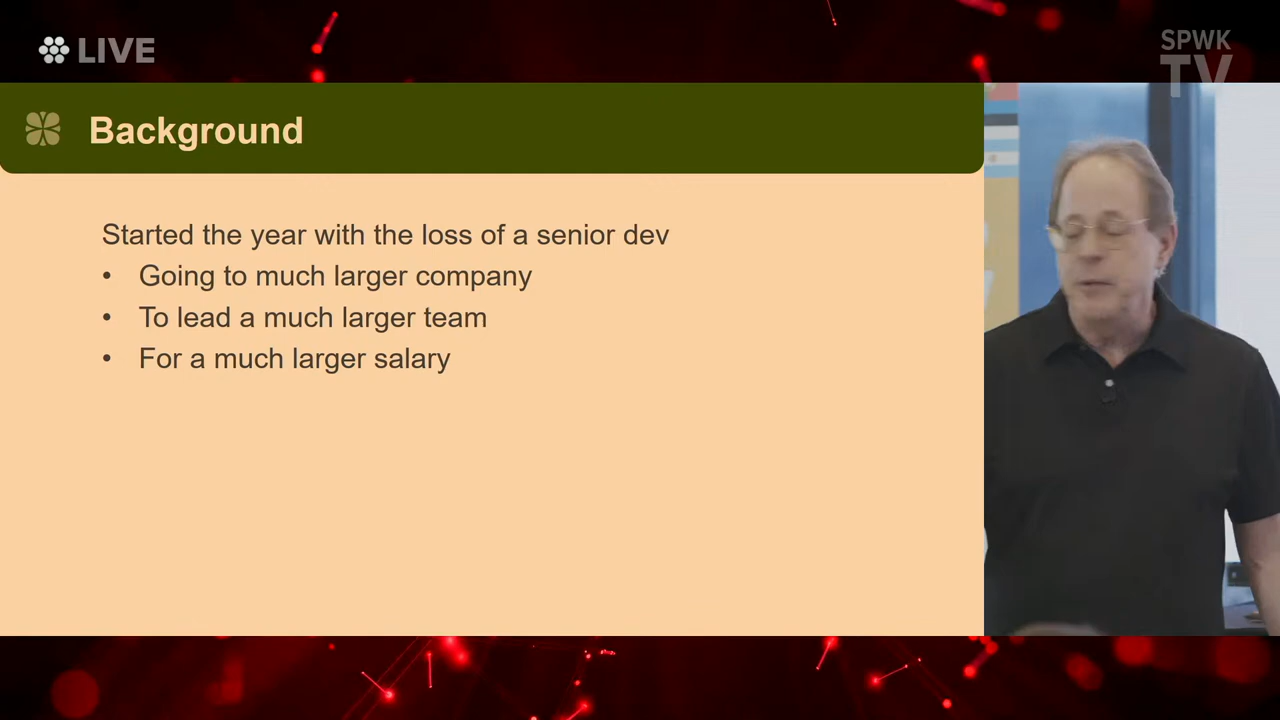 LIVE
SPWK
TV
Background
Started the year with the loss of a senior dev
• Going to much larger company
• To lead a much larger team
• For a much larger salary